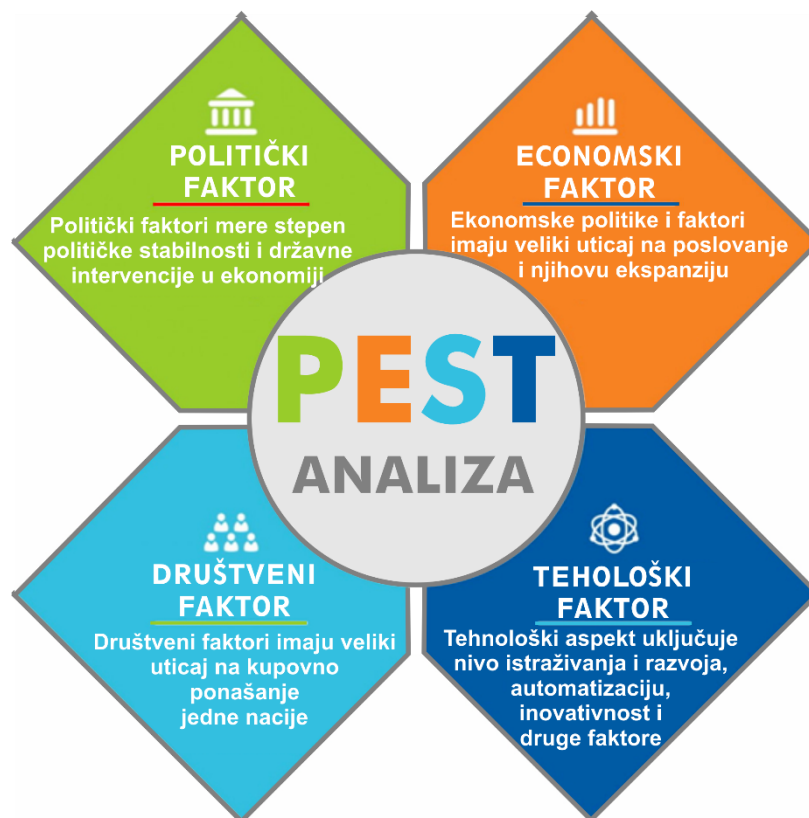 POLITIČKI
FAKTOR
Politički faktori mere stepen
političke stabilnosti i državne
intervencije u ekonomiji
ECONOMSKI
FAKTOR
Ekonomske politike i faktori
imaju veliki uticaj na poslovanje
i njihovu ekspanziju
PEST
ANALIZA
DRUŠTVENI
FAKTOR
Društveni faktori imaju veliki
uticaj na kupovno
ponašanje
jedne nacije
TEHOLOŠKI
FAKTOR
Tehnološki aspekt uključuje
nivo istraživanja i razvoja,
automatizaciju,
inovativnost i
druge faktore